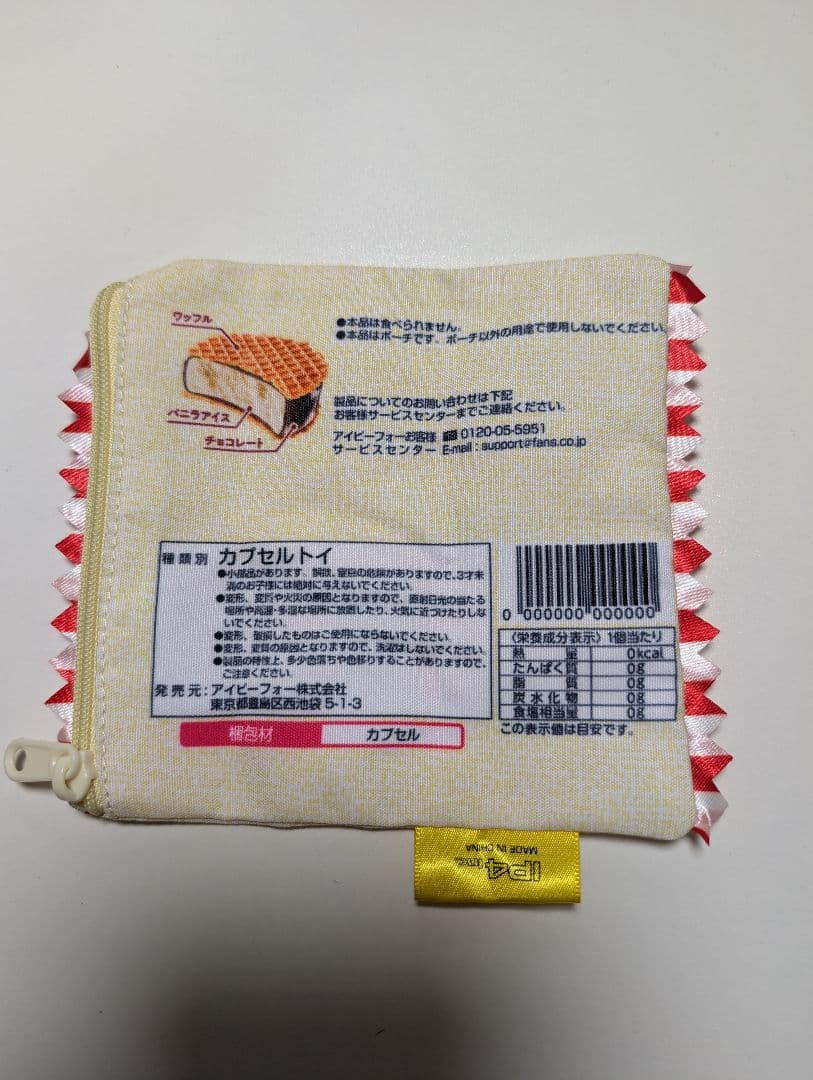 ワッフル
バニラアイス
チョコレート
●本品は食べられません。
●本品はポーチです。ポーチ以外の用途で使用しないでください。
製品についてのお問い合わせは下記
お客様サービスセンターまでご連絡ください。
アイピーフォーお客様 0120-05-5951
サービスセンター E-mail : support@fans.co.jp
種類別 カプセルトイ
●小部品があります。誤飲、窒息の危険がありますので、3才未
満のお子様には絶対に与えないでください。
●変形、変質や火災の原因となりますので、直射日光の当たる
場所や高温・多湿な場所に放置したり、火気に近づけたりしな
いでください。
●変形、破損したものはご使用にならないでください。
●変形、変質の原因となりますので、洗濯はしないでください。
●製品の特性上、多少色落ちや色移りすることがありますので、
ご注意ください。
発売元:アイピーフォー株式会社
東京都豊島区西池袋 5-1-3
梱包材 カプセル
0 000000 000000
〈栄養成分表示〉1個当たり
熱量 0kcal
たんぱく質 0g
脂質 0g
炭水化物 0g
食塩相当量 0g
この表示値は目安です。
IP4 inc.
MADE IN CHINA